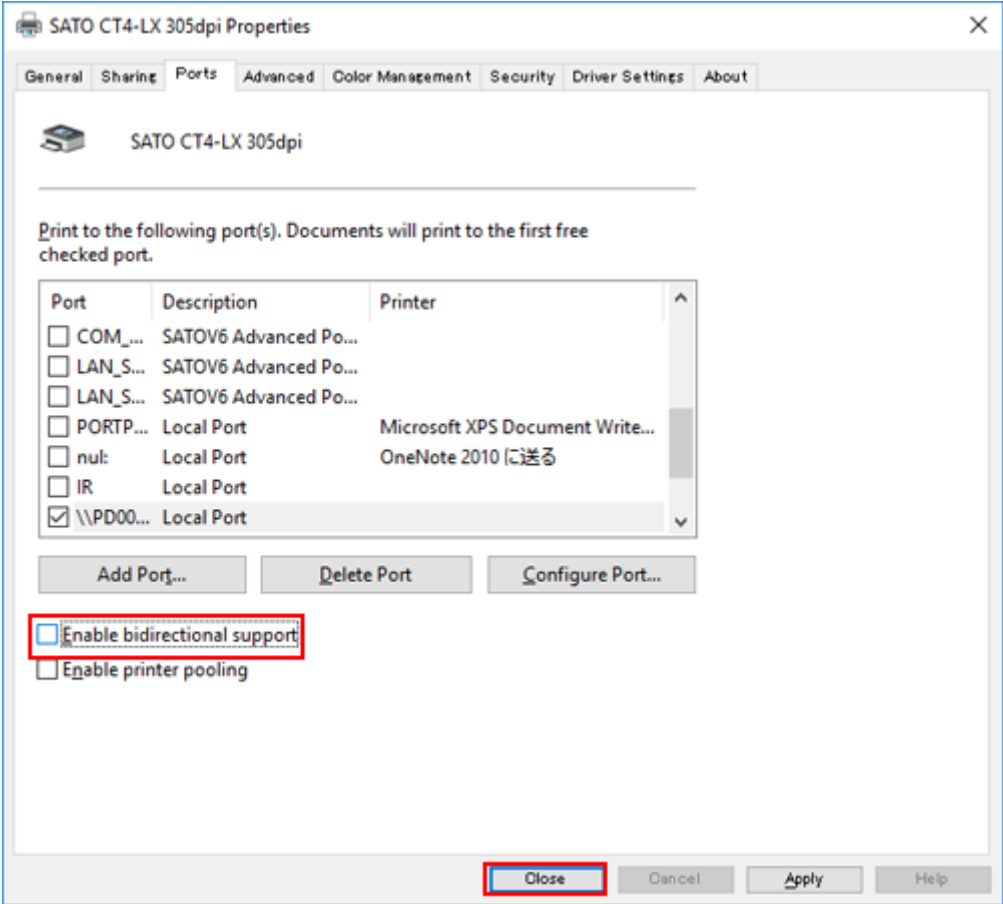 SATO CT4-LX 305dpi Properties
General Sharing Ports Advanced Color Management Security Driver Settings About
SATO CT4-LX 305dpi
Print to the following port(s). Documents will print to the first free
checked port.
Port Description Printer
COM_... SATOV6 Advanced Po...
LAN_S... SATOV6 Advanced Po...
LAN_S... SATOV6 Advanced Po...
PORTP... Local Port Microsoft XPS Document Write...
nul: Local Port OneNote 2010 に送る
IR Local Port
\\PD00... Local Port
Add Port... Delete Port Configure Port...
Enable bidirectional support
Enable printer pooling
Close Cancel Apply Help